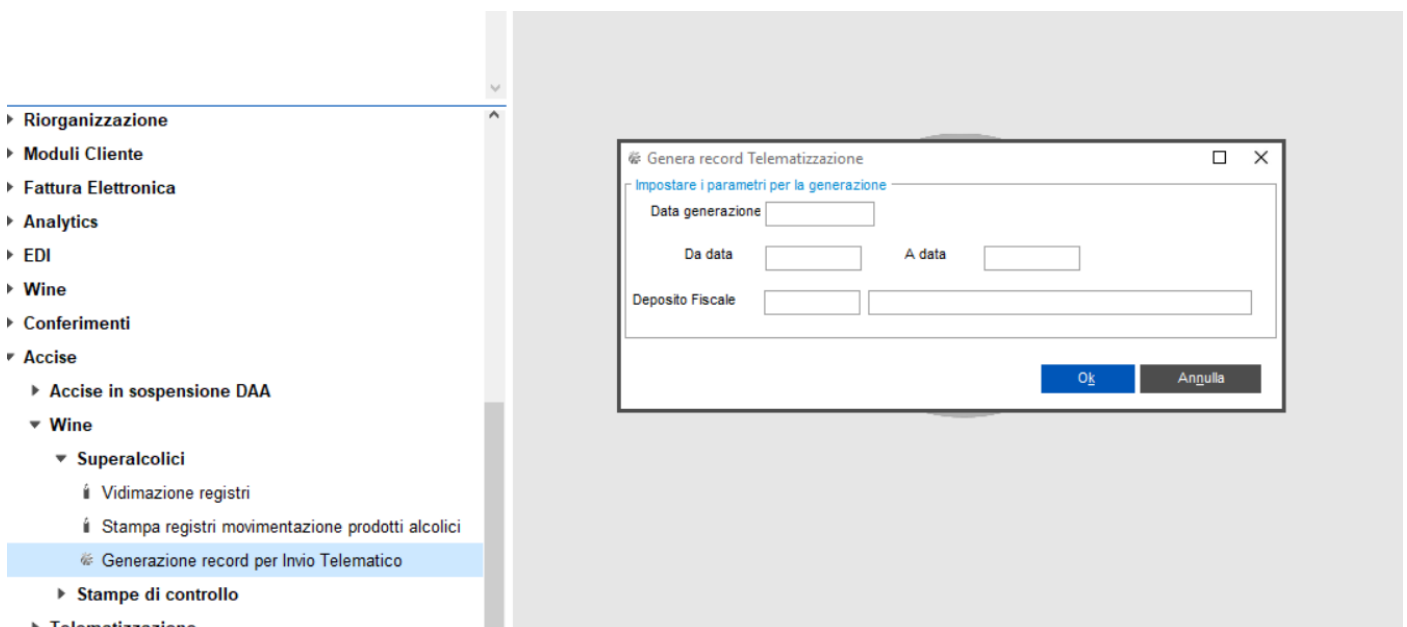 Riorganizzazione
Moduli Cliente
Fattura Elettronica
Analytics
EDI
Wine
Conferimenti
Accise
Accise in sospensione DAA
Wine
Superalcolici
Vidimazione registri
Stampa registri movimentazione prodotti alcolici
Generazione record per Invio Telematico
Stampe di controllo
Telematizzazione
Genera record Telematizzazione
Impostare i parametri per la generazione
Data generazione
Da data A data
Deposito Fiscale
Ok Annulla